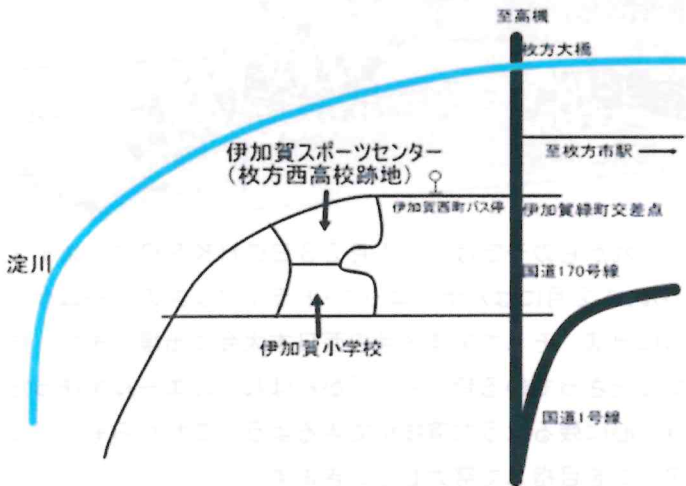 至高槻
枚方大橋
至枚方市駅
伊加賀スポーツセンター
(枚方西高校跡地)
伊加賀西町バス停
伊加賀緑町交差点
淀川
国道170号線
伊加賀小学校
国道1号線